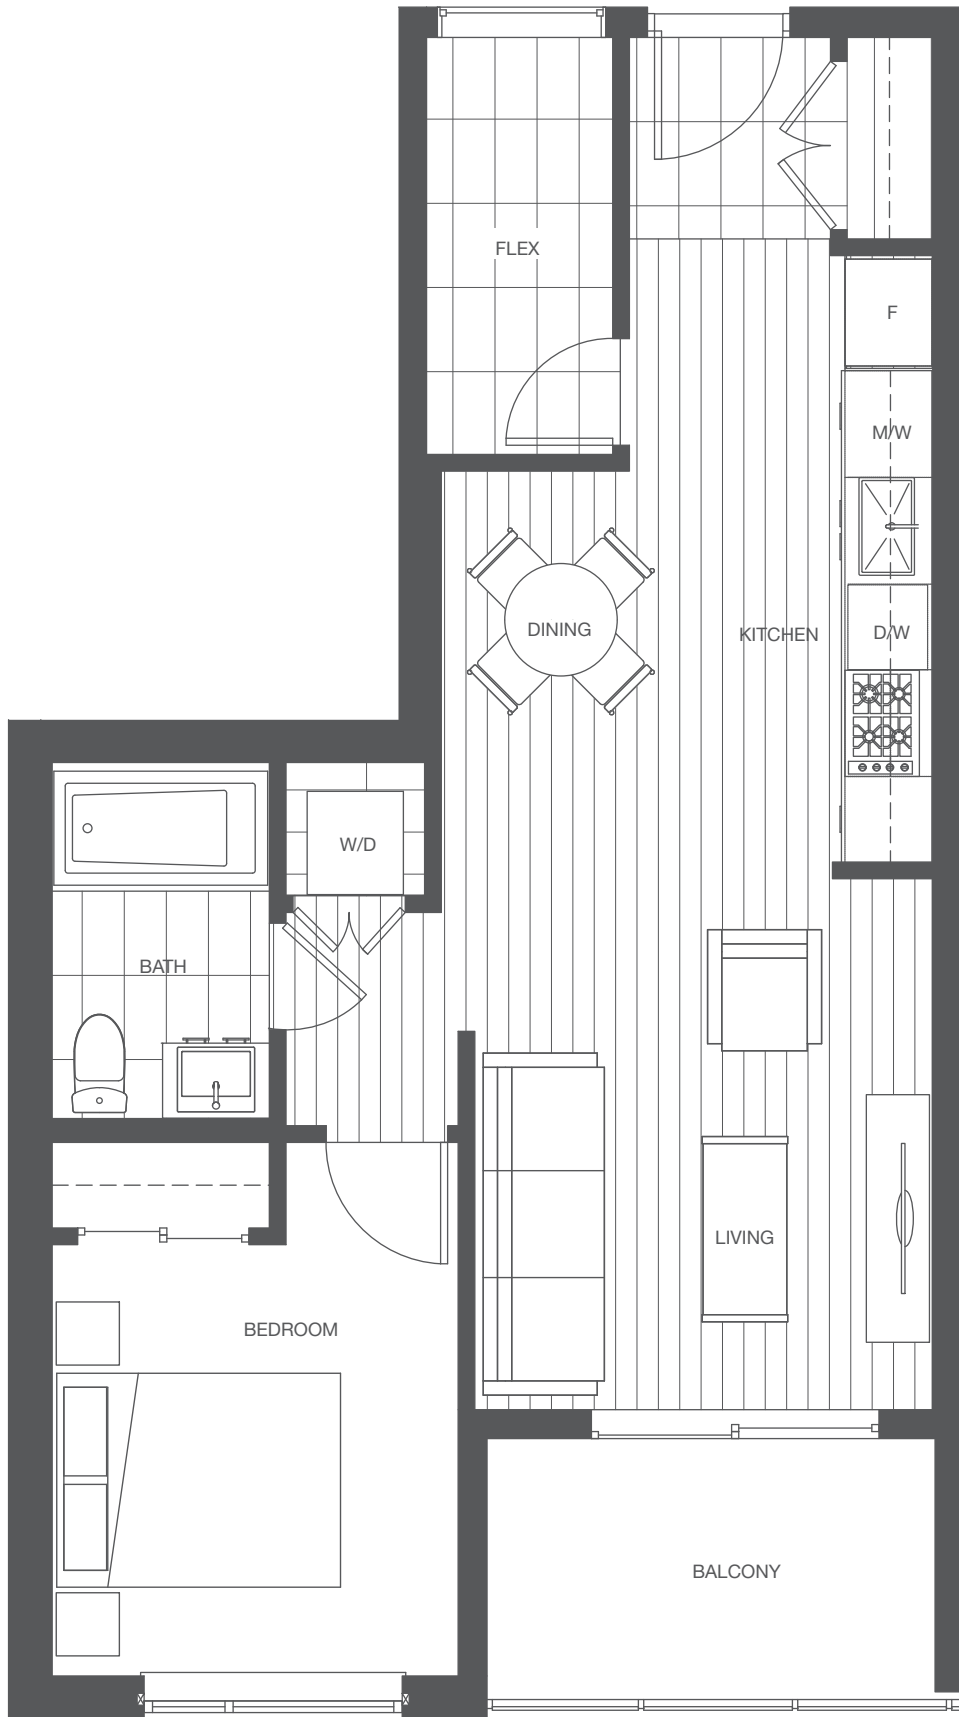 FLEX
F
M/W
DINING
KITCHEN
D/W
W/D
BATH
LIVING
BEDROOM
BALCONY